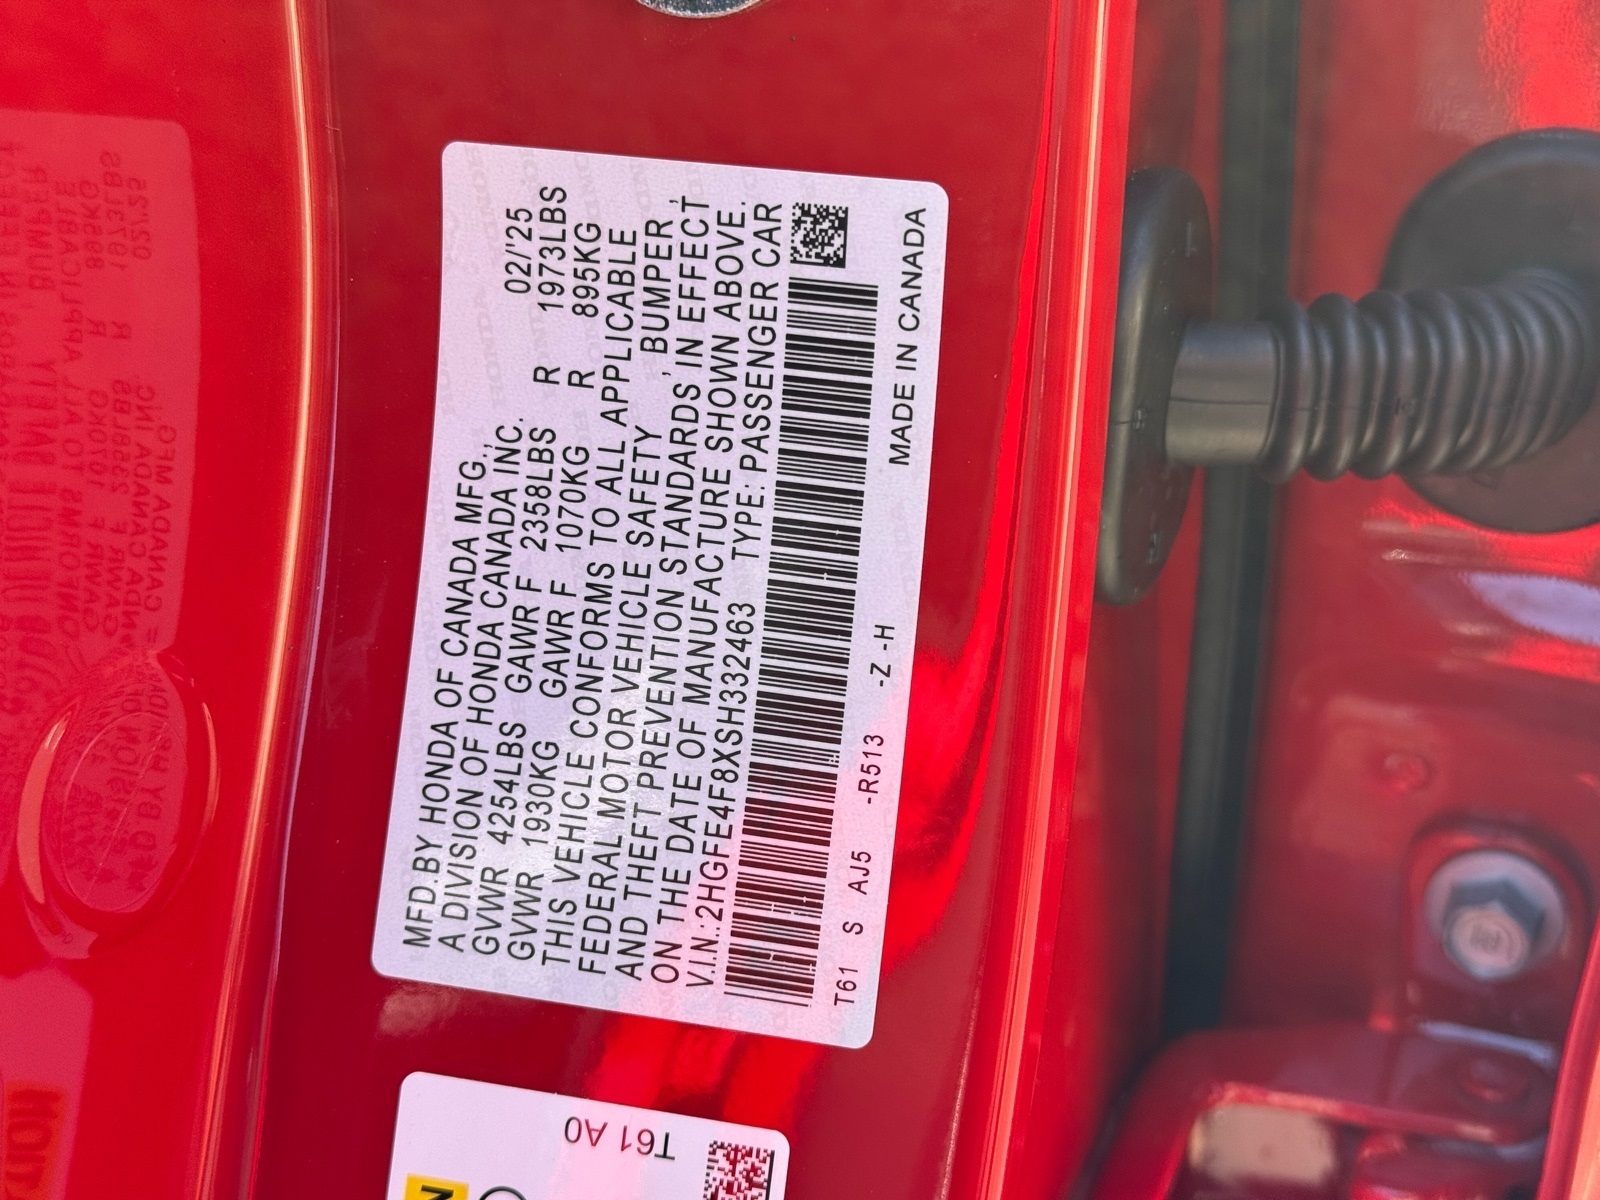 MFD.BY HONDA OF CANADA MFG.,
A DIVISION OF HONDA CANADA INC. 02/'25
GVWR 4254LBS GAWR F 2358LBS R 1973LBS
GVWR 1930KG GAWR F 1070KG R 895KG
THIS VEHICLE CONFORMS TO ALL APPLICABLE
FEDERAL MOTOR VEHICLE SAFETY , BUMPER ,
AND THEFT PREVENTION STANDARDS IN EFFECT
ON THE DATE OF MANUFACTURE SHOWN ABOVE.
V.I.N.:2HGFE4F8XSH332463 TYPE: PASSENGER CAR
T61 S AJ5 -R513 -Z -H MADE IN CANADA
T61 A0